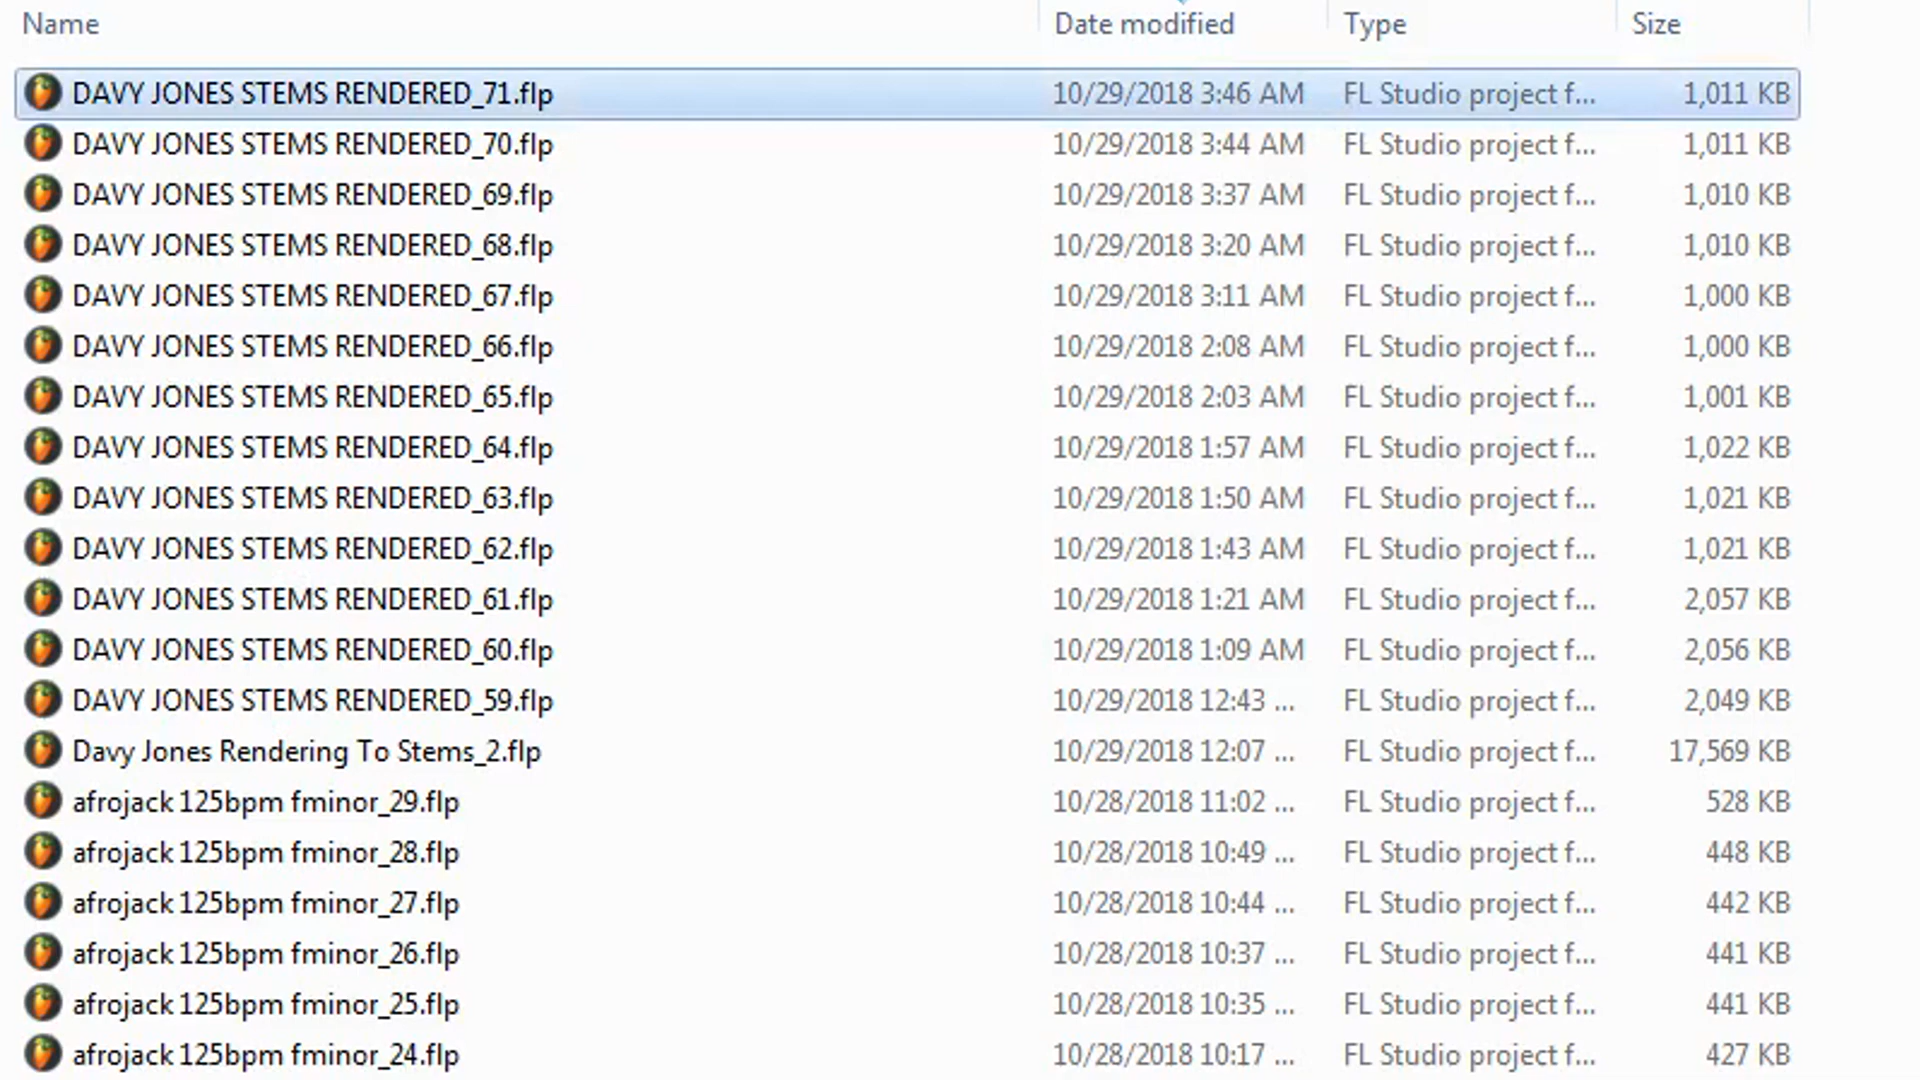 Name Date modified Type Size
DAVY JONES STEMS RENDERED_71.flp 10/29/2018 3:46 AM FL Studio project f... 1,011 KB
DAVY JONES STEMS RENDERED_70.flp 10/29/2018 3:44 AM FL Studio project f... 1,011 KB
DAVY JONES STEMS RENDERED_69.flp 10/29/2018 3:37 AM FL Studio project f... 1,010 KB
DAVY JONES STEMS RENDERED_68.flp 10/29/2018 3:20 AM FL Studio project f... 1,010 KB
DAVY JONES STEMS RENDERED_67.flp 10/29/2018 3:11 AM FL Studio project f... 1,000 KB
DAVY JONES STEMS RENDERED_66.flp 10/29/2018 2:08 AM FL Studio project f... 1,000 KB
DAVY JONES STEMS RENDERED_65.flp 10/29/2018 2:03 AM FL Studio project f... 1,001 KB
DAVY JONES STEMS RENDERED_64.flp 10/29/2018 1:57 AM FL Studio project f... 1,022 KB
DAVY JONES STEMS RENDERED_63.flp 10/29/2018 1:50 AM FL Studio project f... 1,021 KB
DAVY JONES STEMS RENDERED_62.flp 10/29/2018 1:43 AM FL Studio project f... 1,021 KB
DAVY JONES STEMS RENDERED_61.flp 10/29/2018 1:21 AM FL Studio project f... 2,057 KB
DAVY JONES STEMS RENDERED_60.flp 10/29/2018 1:09 AM FL Studio project f... 2,056 KB
DAVY JONES STEMS RENDERED_59.flp 10/29/2018 12:43 ... FL Studio project f... 2,049 KB
Davy Jones Rendering To Stems_2.flp 10/29/2018 12:07 ... FL Studio project f... 17,569 KB
afrojack 125bpm fminor_29.flp 10/28/2018 11:02 ... FL Studio project f... 528 KB
afrojack 125bpm fminor_28.flp 10/28/2018 10:49 ... FL Studio project f... 448 KB
afrojack 125bpm fminor_27.flp 10/28/2018 10:44 ... FL Studio project f... 442 KB
afrojack 125bpm fminor_26.flp 10/28/2018 10:37 ... FL Studio project f... 441 KB
afrojack 125bpm fminor_25.flp 10/28/2018 10:35 ... FL Studio project f... 441 KB
afrojack 125bpm fminor_24.flp 10/28/2018 10:17 ... FL Studio project f... 427 KB